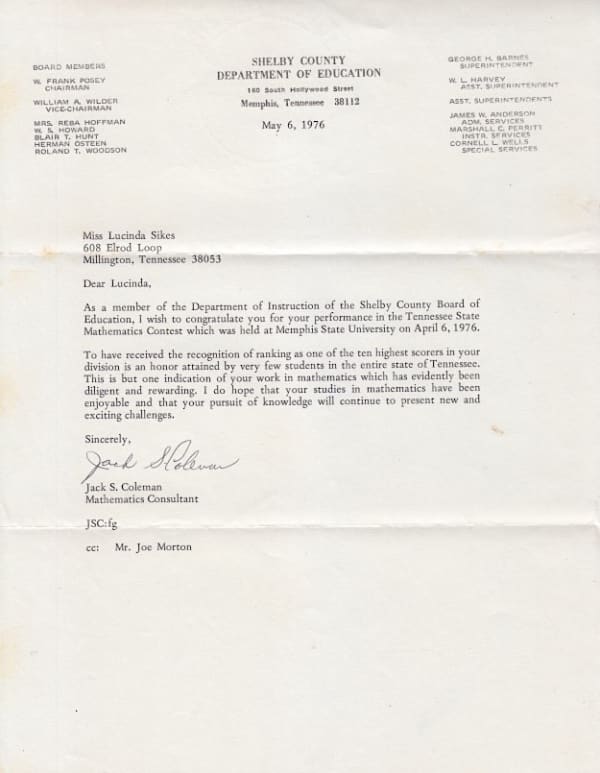 SHELBY COUNTY
DEPARTMENT OF EDUCATION
160 South Hollywood Street
Memphis, Tennessee 38112
May 6, 1976
BOARD MEMBERS
W. FRANK POSEY
CHAIRMAN
WILLIAM A. WILDER
VICE-CHAIRMAN
MRS. REBA HOFFMAN
W. S. HOWARD
BLAIR T. HUNT
HERMAN OSTEEN
ROLAND T. WOODSON
GEORGE H. BARNES
SUPERINTENDENT
W. L. HARVEY
ASST. SUPERINTENDENT
ASST. SUPERINTENDENTS
JAMES W. ANDERSON
ADM. SERVICES
MARSHALL C. PERRITT
INSTR. SERVICES
CORNELL L. WELLS
SPECIAL SERVICES
Miss Lucinda Sikes
608 Elrod Loop
Millington, Tennessee 38053
Dear Lucinda,
As a member of the Department of Instruction of the Shelby County Board of
Education, I wish to congratulate you for your performance in the Tennessee State
Mathematics Contest which was held at Memphis State University on April 6, 1976.
To have received the recognition of ranking as one of the ten highest scorers in your
division is an honor attained by very few students in the entire state of Tennessee.
This is but one indication of your work in mathematics which has evidently been
diligent and rewarding. I do hope that your studies in mathematics have been
enjoyable and that your pursuit of knowledge will continue to present new and
exciting challenges.
Sincerely,
Jack S. Coleman
Jack S. Coleman
Mathematics Consultant
JSC:fg
cc: Mr. Joe Morton